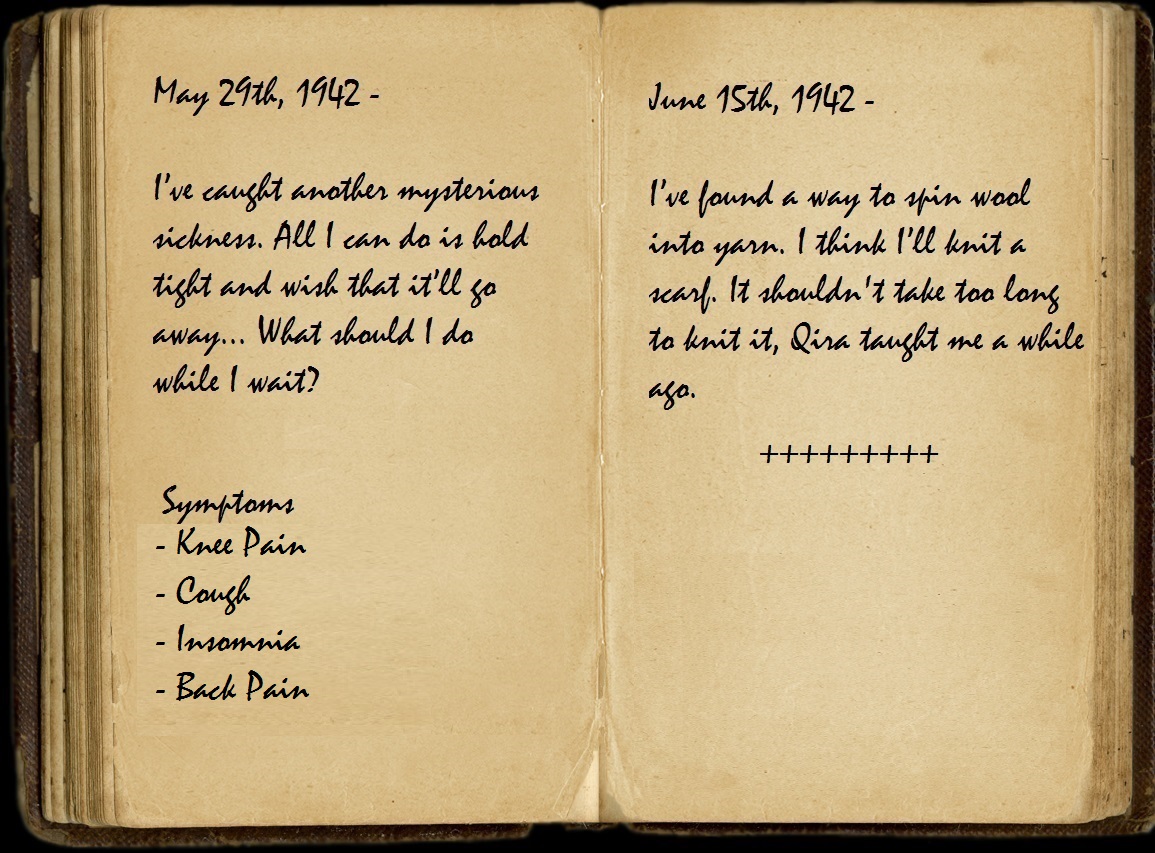 May 29th, 1942 -
I've caught another mysterious
sickness. All I can do is hold
tight and wish that it'll go
away... What should I do
while I wait?
Symptoms
- Knee Pain
- Cough
- Insomnia
- Back Pain
June 15th, 1942 -
I've found a way to spin wool
into yarn. I think I'll knit a
scarf. It shouldn't take too long
to knit it, Qira taught me a while
ago.
+++++++++